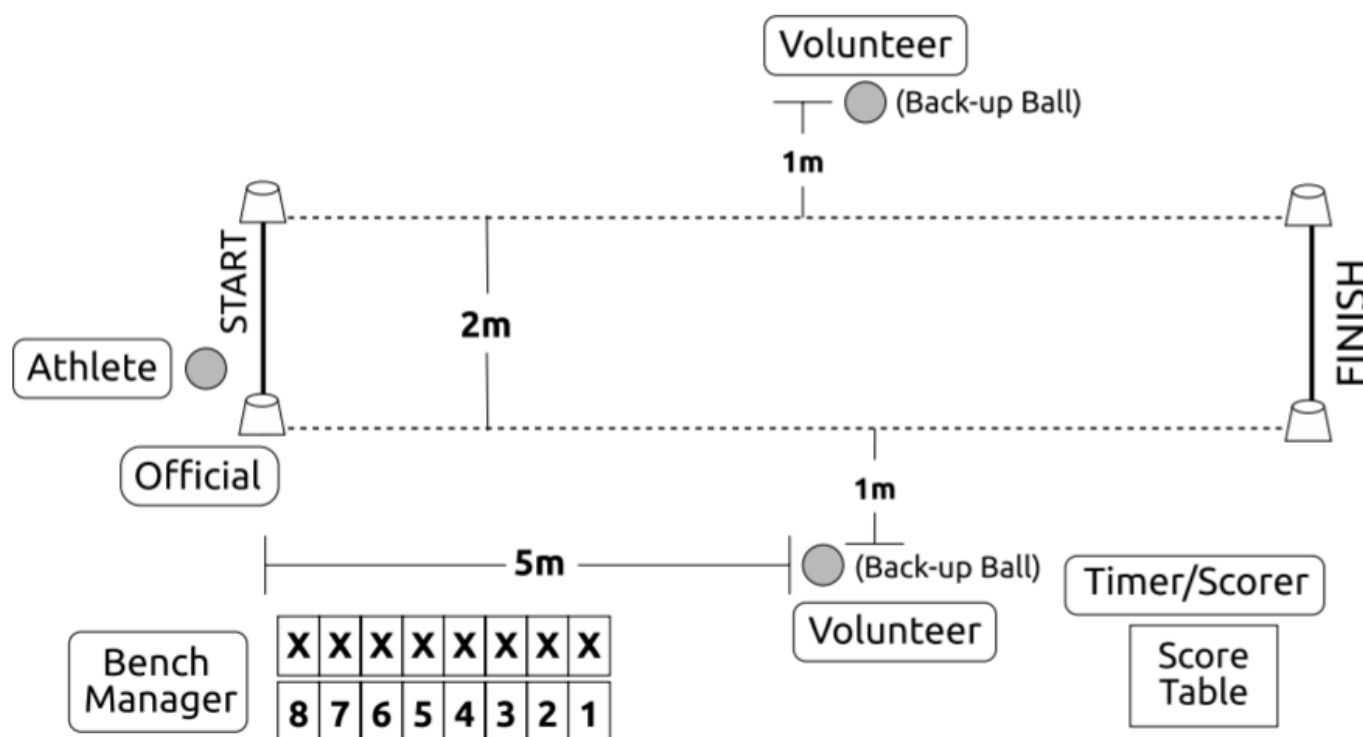 Volunteer
(Back-up Ball)
1m
START
2m
FINISH
Athlete
Official
1m
5m
(Back-up Ball)
Timer/Scorer
Volunteer
Bench
Manager
X X X X X X X X
8 7 6 5 4 3 2 1
Score
Table